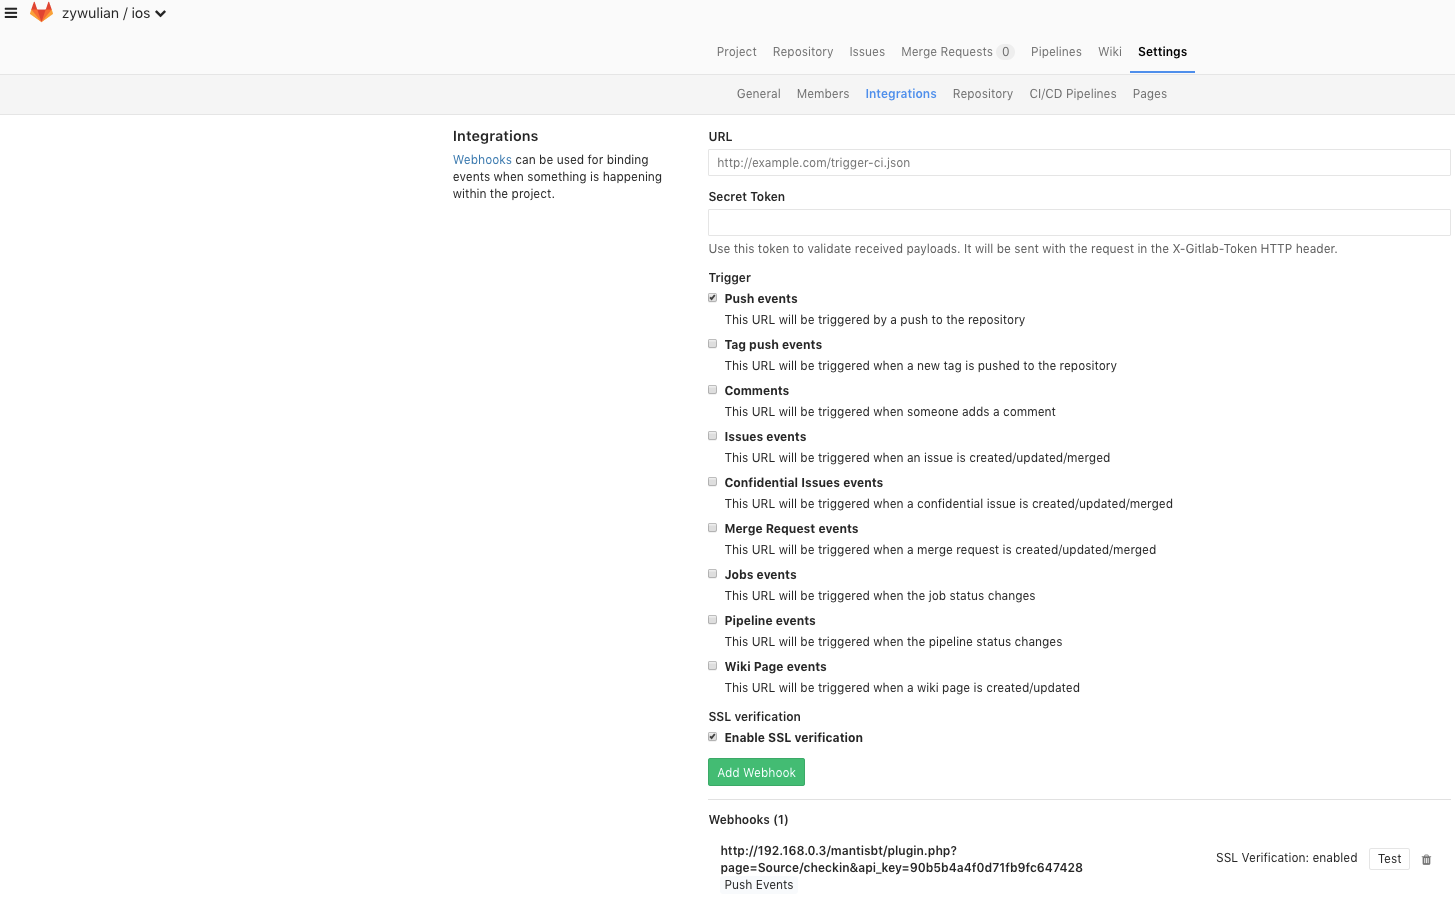 zywulian / ios
Project Repository Issues Merge Requests 0 Pipelines Wiki Settings
General Members Integrations Repository CI/CD Pipelines Pages
Integrations
Webhooks can be used for binding
events when something is happening
within the project.
URL
http://example.com/trigger-ci.json
Secret Token
Use this token to validate received payloads. It will be sent with the request in the X-Gitlab-Token HTTP header.
Trigger
Push events
This URL will be triggered by a push to the repository
Tag push events
This URL will be triggered when a new tag is pushed to the repository
Comments
This URL will be triggered when someone adds a comment
Issues events
This URL will be triggered when an issue is created/updated/merged
Confidential Issues events
This URL will be triggered when a confidential issue is created/updated/merged
Merge Request events
This URL will be triggered when a merge request is created/updated/merged
Jobs events
This URL will be triggered when the job status changes
Pipeline events
This URL will be triggered when the pipeline status changes
Wiki Page events
This URL will be triggered when a wiki page is created/updated
SSL verification
Enable SSL verification
Add Webhook
Webhooks (1)
http://192.168.0.3/mantisbt/plugin.php?
page=Source/checkin&api_key=90b5b4a4f0d71fb9fc647428
Push Events
SSL Verification: enabled Test